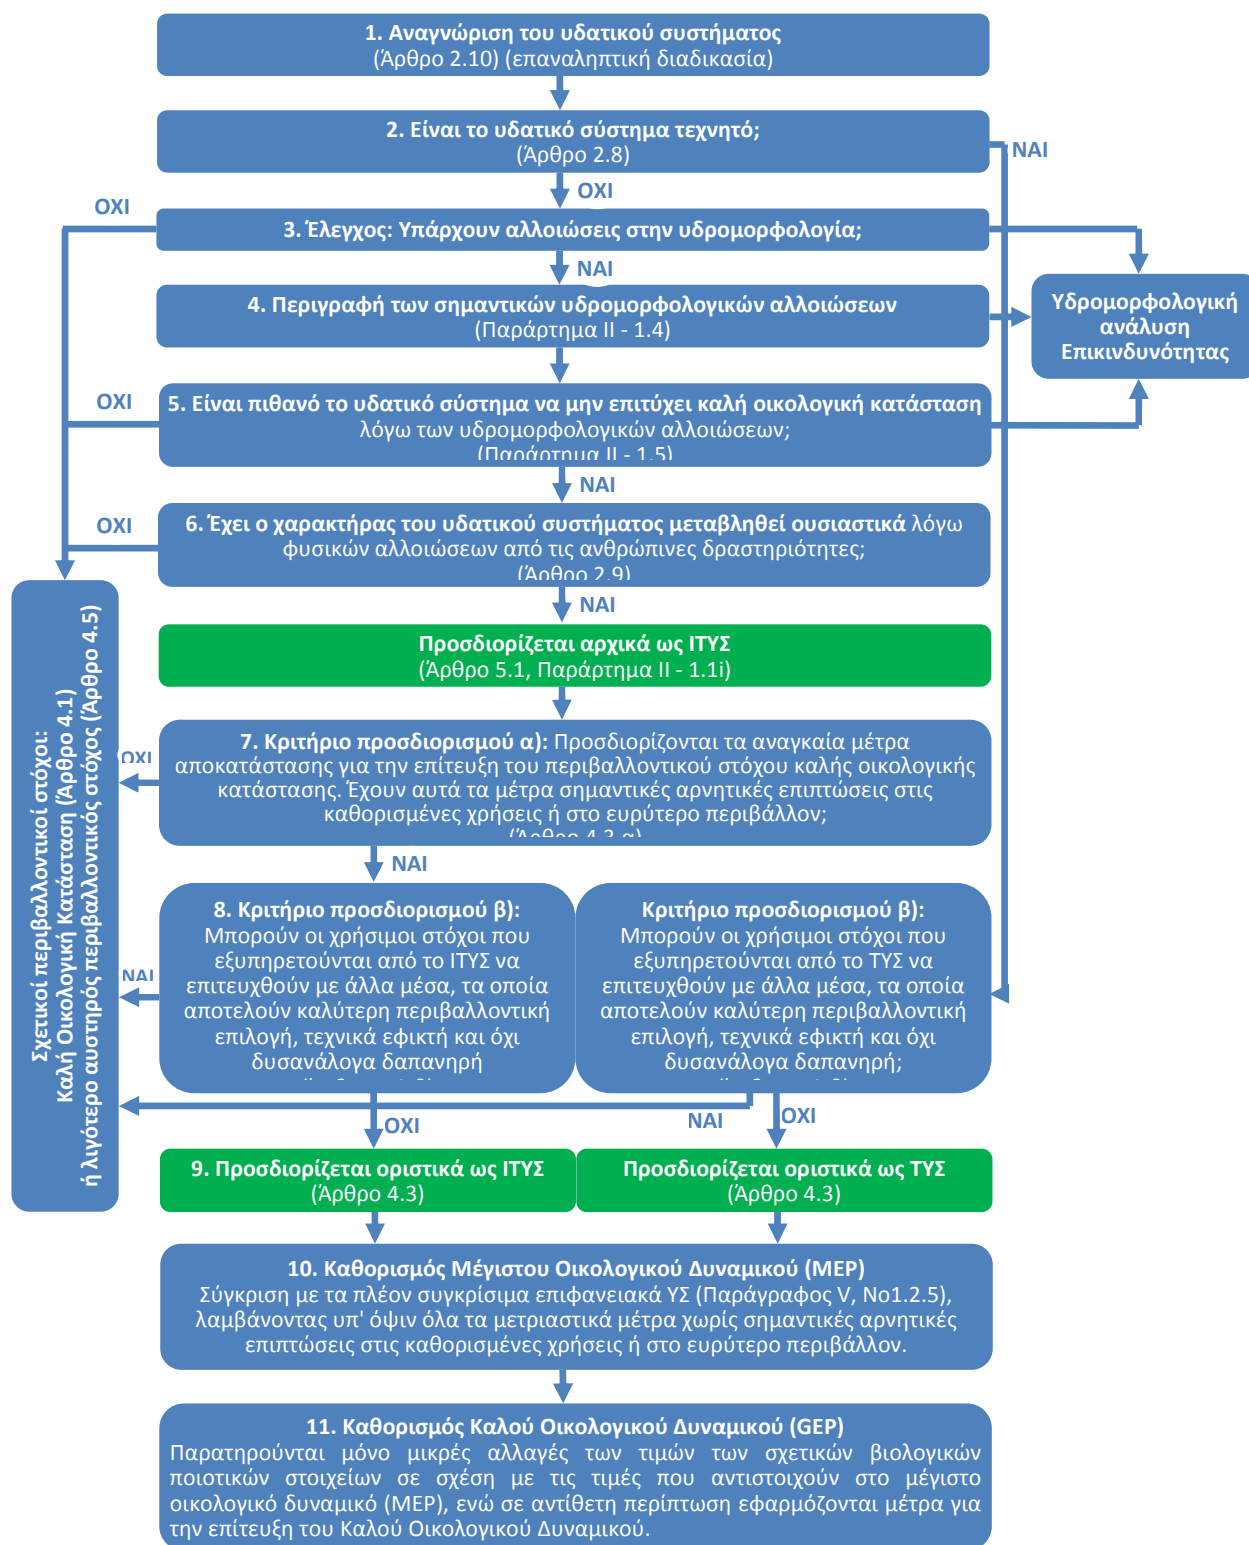 1. Αναγνώριση του υδατικού συστήματος
(Άρθρο 2.10) (επαναληπτική διαδικασία)
2. Είναι το υδατικό σύστημα τεχνητό;
(Άρθρο 2.8)
ΝΑΙ
ΟΧΙ
ΟΧΙ
3. Έλεγχος: Υπάρχουν αλλοιώσεις στην υδρομορφολογία;
ΝΑΙ
4. Περιγραφή των σημαντικών υδρομορφολογικών αλλοιώσεων
(Παράρτημα ΙΙ - 1.4)
Υδρομορφολογική
ανάλυση
Επικινδυνότητας
ΟΧΙ
5. Είναι πιθανό το υδατικό σύστημα να μην επιτύχει καλή οικολογική κατάσταση
λόγω των υδρομορφολογικών αλλοιώσεων;
(Παράρτημα ΙΙ - 1.5)
ΝΑΙ
ΟΧΙ
6. Έχει ο χαρακτήρας του υδατικού συστήματος μεταβληθεί ουσιαστικά λόγω
φυσικών αλλοιώσεων από τις ανθρώπινες δραστηριότητες;
(Άρθρο 2.9)
ΝΑΙ
Προσδιορίζεται αρχικά ως ΙΤΥΣ
(Άρθρο 5.1, Παράρτημα ΙΙ - 1.1i)
Σχετικοί περιβαλλοντικοί στόχοι:
Καλή Οικολογική Κατάσταση (Άρθρο 4.1)
ή λιγότερο αυστηρός περιβαλλοντικός στόχος (Άρθρο 4.5)
ΟΧΙ
7. Κριτήριο προσδιορισμού α): Προσδιορίζονται τα αναγκαία μέτρα
αποκατάστασης για την επίτευξη του περιβαλλοντικού στόχου καλής οικολογικής
κατάστασης. Έχουν αυτά τα μέτρα σημαντικές αρνητικές επιπτώσεις στις
καθορισμένες χρήσεις ή στο ευρύτερο περιβάλλον;
(Άρθρο 4.3 α)
ΝΑΙ
8. Κριτήριο προσδιορισμού β):
Μπορούν οι χρήσιμοι στόχοι που
εξυπηρετούνται από το ΙΤΥΣ να
επιτευχθούν με άλλα μέσα, τα οποία
αποτελούν καλύτερη περιβαλλοντική
επιλογή, τεχνικά εφικτή και όχι
δυσανάλογα δαπανηρή
ΝΑΙ
Κριτήριο προσδιορισμού β):
Μπορούν οι χρήσιμοι στόχοι που
εξυπηρετούνται από το ΤΥΣ να
επιτευχθούν με άλλα μέσα, τα οποία
αποτελούν καλύτερη περιβαλλοντική
επιλογή, τεχνικά εφικτή και όχι
δυσανάλογα δαπανηρή;
ΟΧΙ
ΝΑΙ
ΟΧΙ
9. Προσδιορίζεται οριστικά ως ΙΤΥΣ
(Άρθρο 4.3)
Προσδιορίζεται οριστικά ως ΤΥΣ
(Άρθρο 4.3)
10. Καθορισμός Μέγιστου Οικολογικού Δυναμικού (MEP)
Σύγκριση με τα πλέον συγκρίσιμα επιφανειακά ΥΣ (Παράγραφος V, No1.2.5),
λαμβάνοντας υπ' όψιν όλα τα μετριαστικά μέτρα χωρίς σημαντικές αρνητικές
επιπτώσεις στις καθορισμένες χρήσεις ή στο ευρύτερο περιβάλλον.
11. Καθορισμός Καλού Οικολογικού Δυναμικού (GEP)
Παρατηρούνται μόνο μικρές αλλαγές των τιμών των σχετικών βιολογικών
ποιοτικών στοιχείων σε σχέση με τις τιμές που αντιστοιχούν στο μέγιστο
οικολογικό δυναμικό (MEP), ενώ σε αντίθετη περίπτωση εφαρμόζονται μέτρα για
την επίτευξη του Καλού Οικολογικού Δυναμικού.